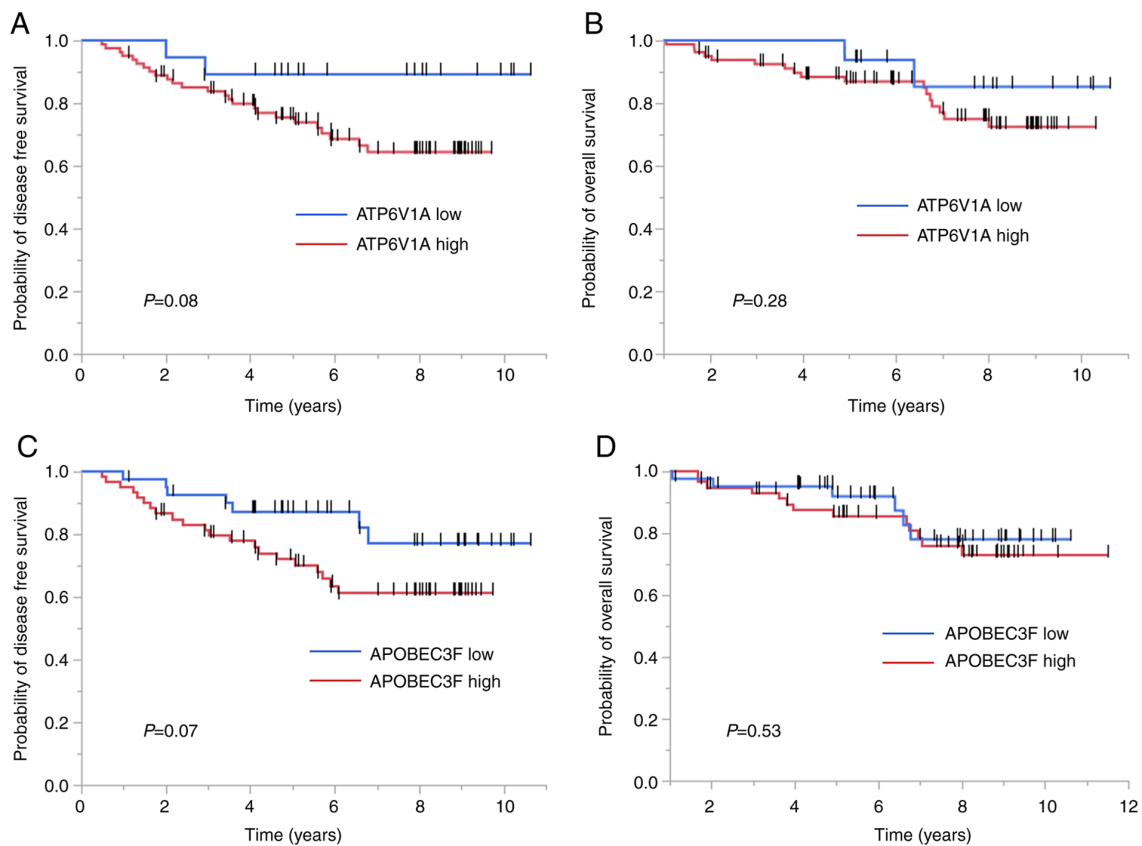 A
Probability of disease free survival
1.0
0.8
0.6
0.4
0.2
0.0
ATP6V1A low
ATP6V1A high
P=0.08
0 2 4 6 8 10
Time (years)
B
Probability of overall survival
1.0
0.8
0.6
0.4
0.2
0.0
ATP6V1A low
ATP6V1A high
P=0.28
2 4 6 8 10
Time (years)
C
Probability of disease free survival
1.0
0.8
0.6
0.4
0.2
0.0
APOBEC3F low
APOBEC3F high
P=0.07
0 2 4 6 8 10
Time (years)
D
Probability of overall survival
1.0
0.8
0.6
0.4
0.2
0.0
APOBEC3F low
APOBEC3F high
P=0.53
2 4 6 8 10 12
Time (years)